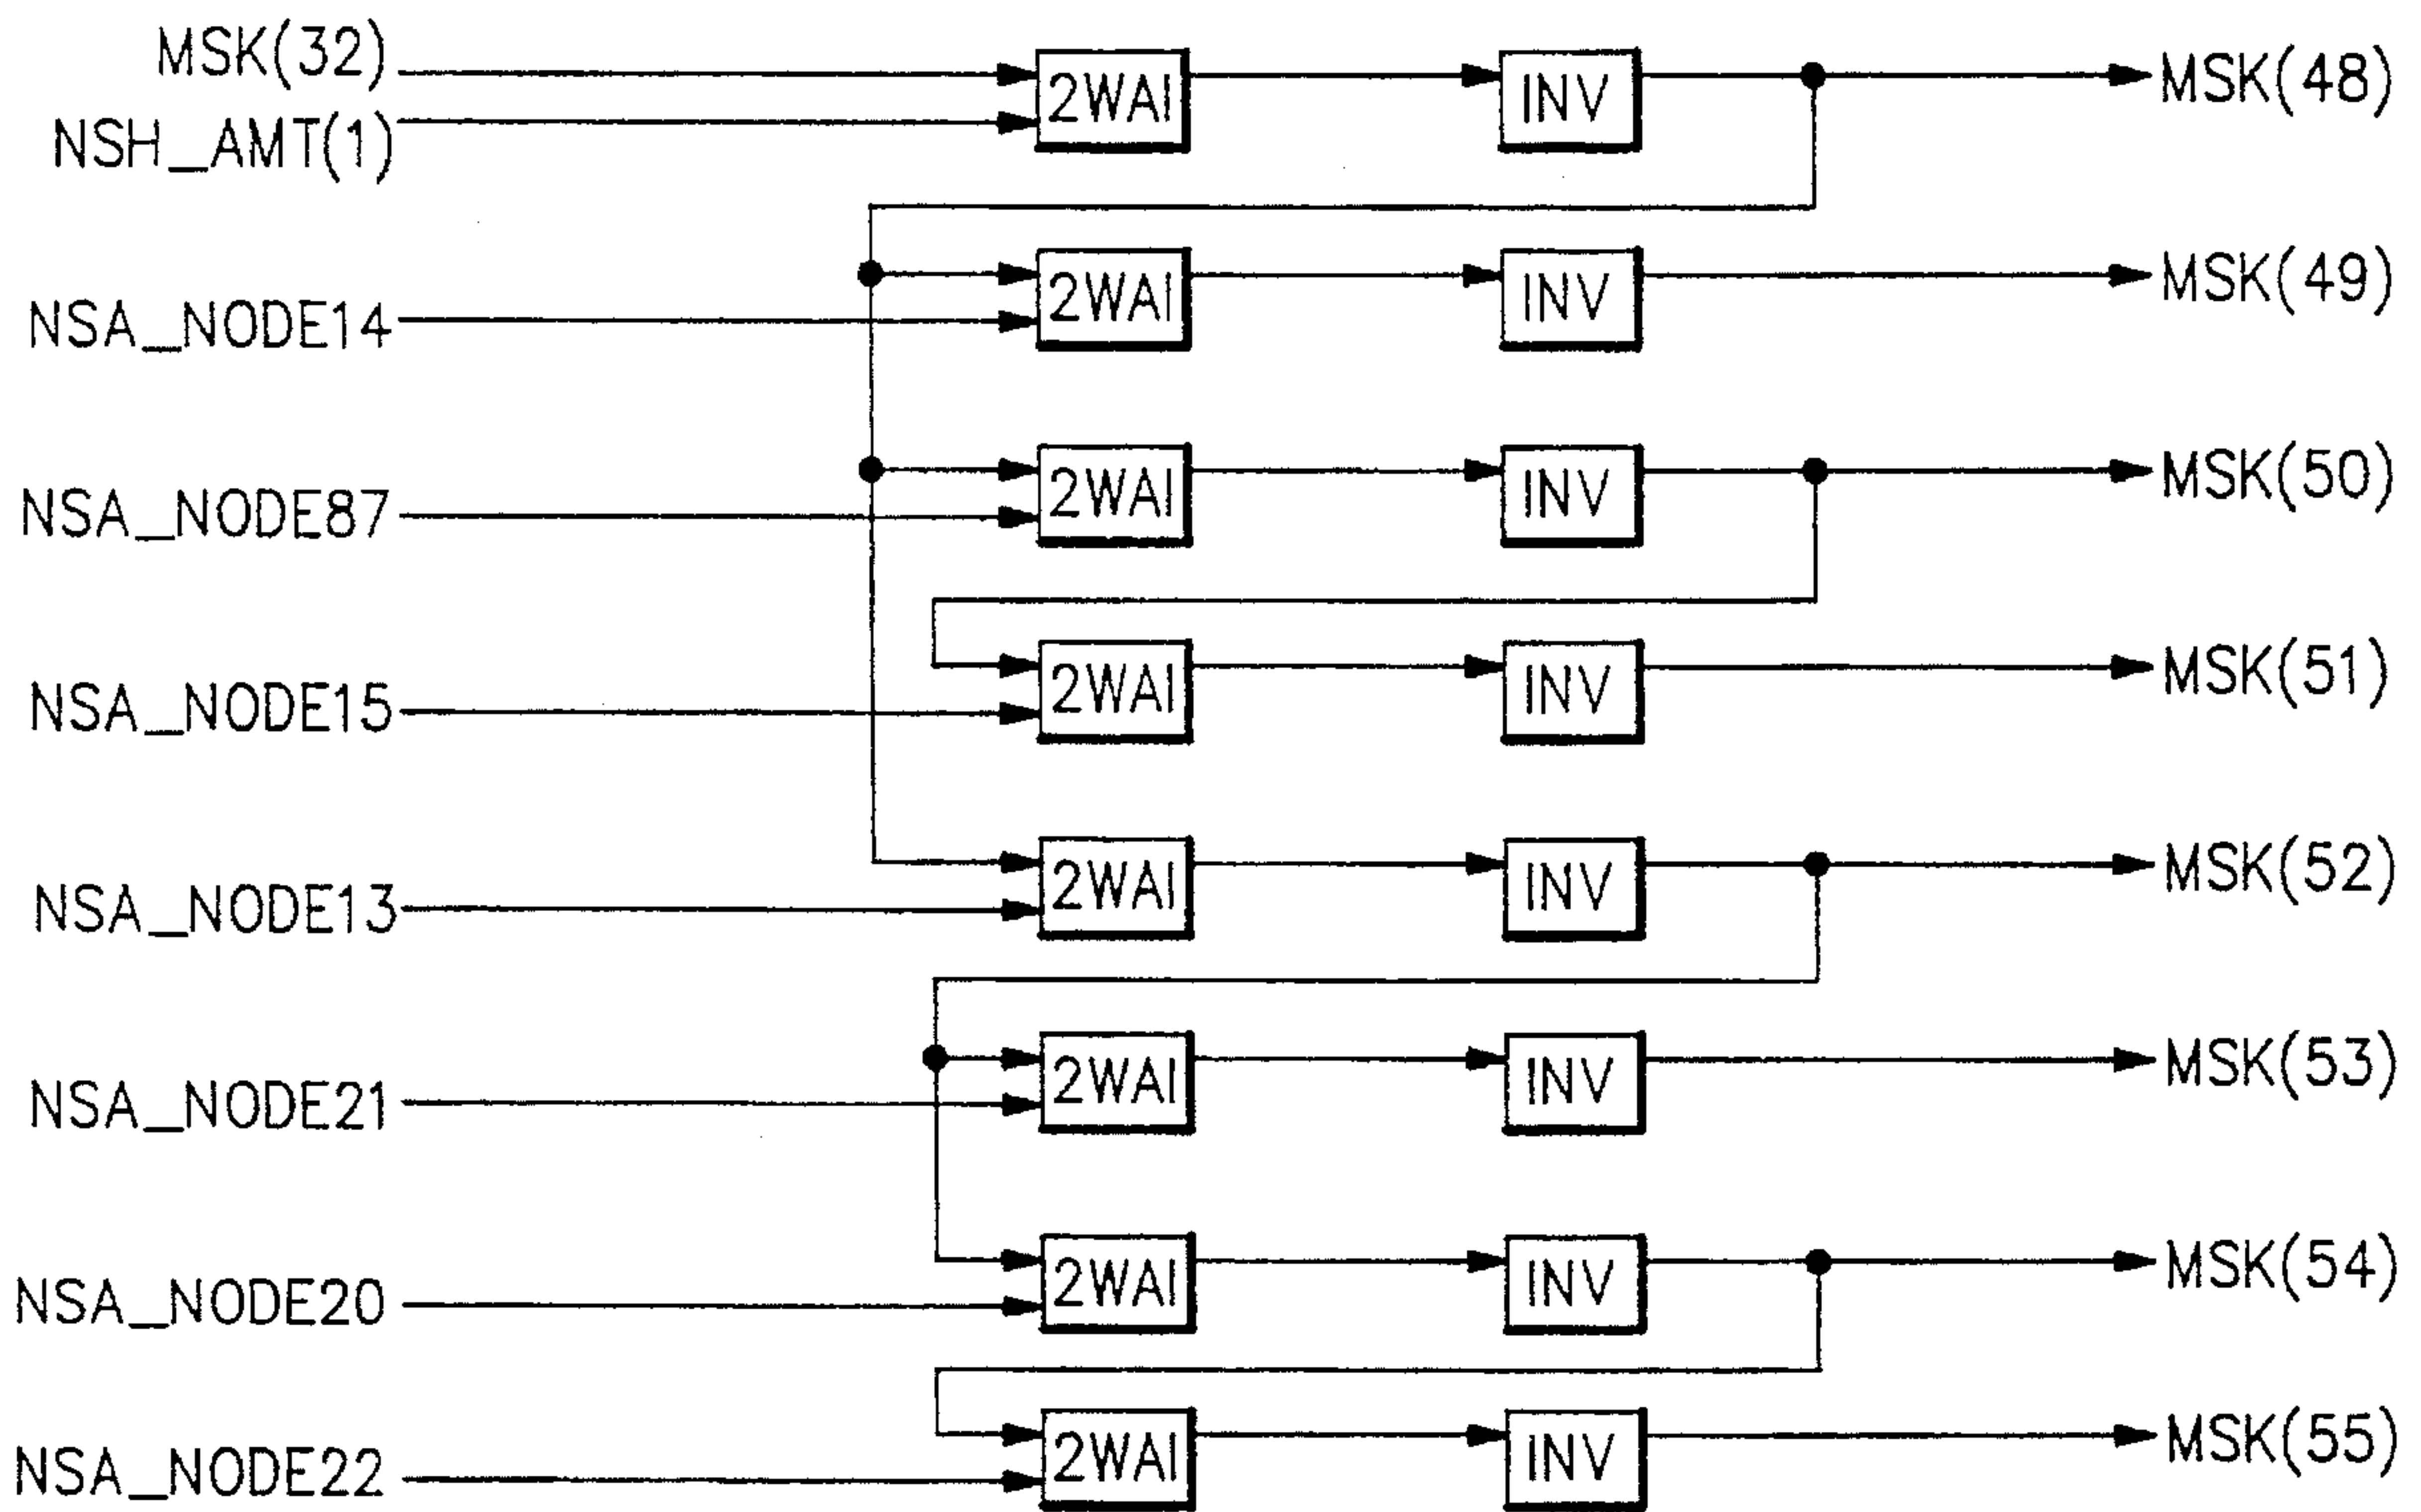 MSK(32)
2WAI INV MSK(48)
NSH_AMT(1)
2WAI INV MSK(49)
NSA_NODE14
2WAI INV MSK(50)
NSA_NODE87
2WAI INV MSK(51)
NSA_NODE15
2WAI INV MSK(52)
NSA_NODE13
2WAI INV MSK(53)
NSA_NODE21
2WAI INV MSK(54)
NSA_NODE20
2WAI INV MSK(55)
NSA_NODE22